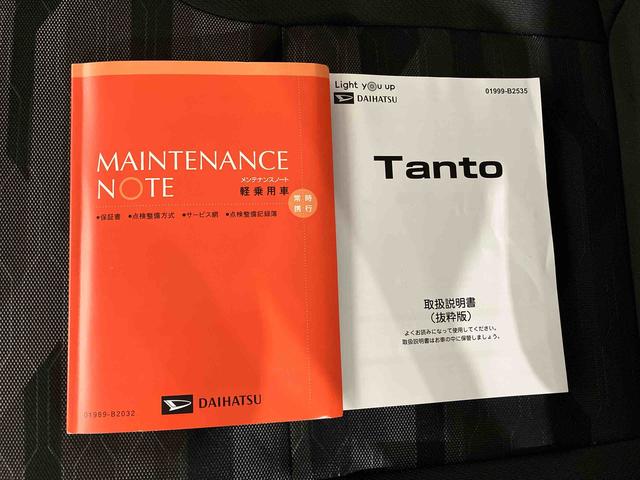 MAINTENANCE
NOTE
メンテナンスノート
軽乗用車
常時
携行
●保証書 ●点検整備方式 ●サービス網 ●点検整備記録簿
DAIHATSU
01999-B2032
Light you up
DAIHATSU
01999-B2535
Tanto
取扱説明書
(抜粋版)
よくお読みになって使用してください。
取扱説明書はお車の中に保管しましょう。